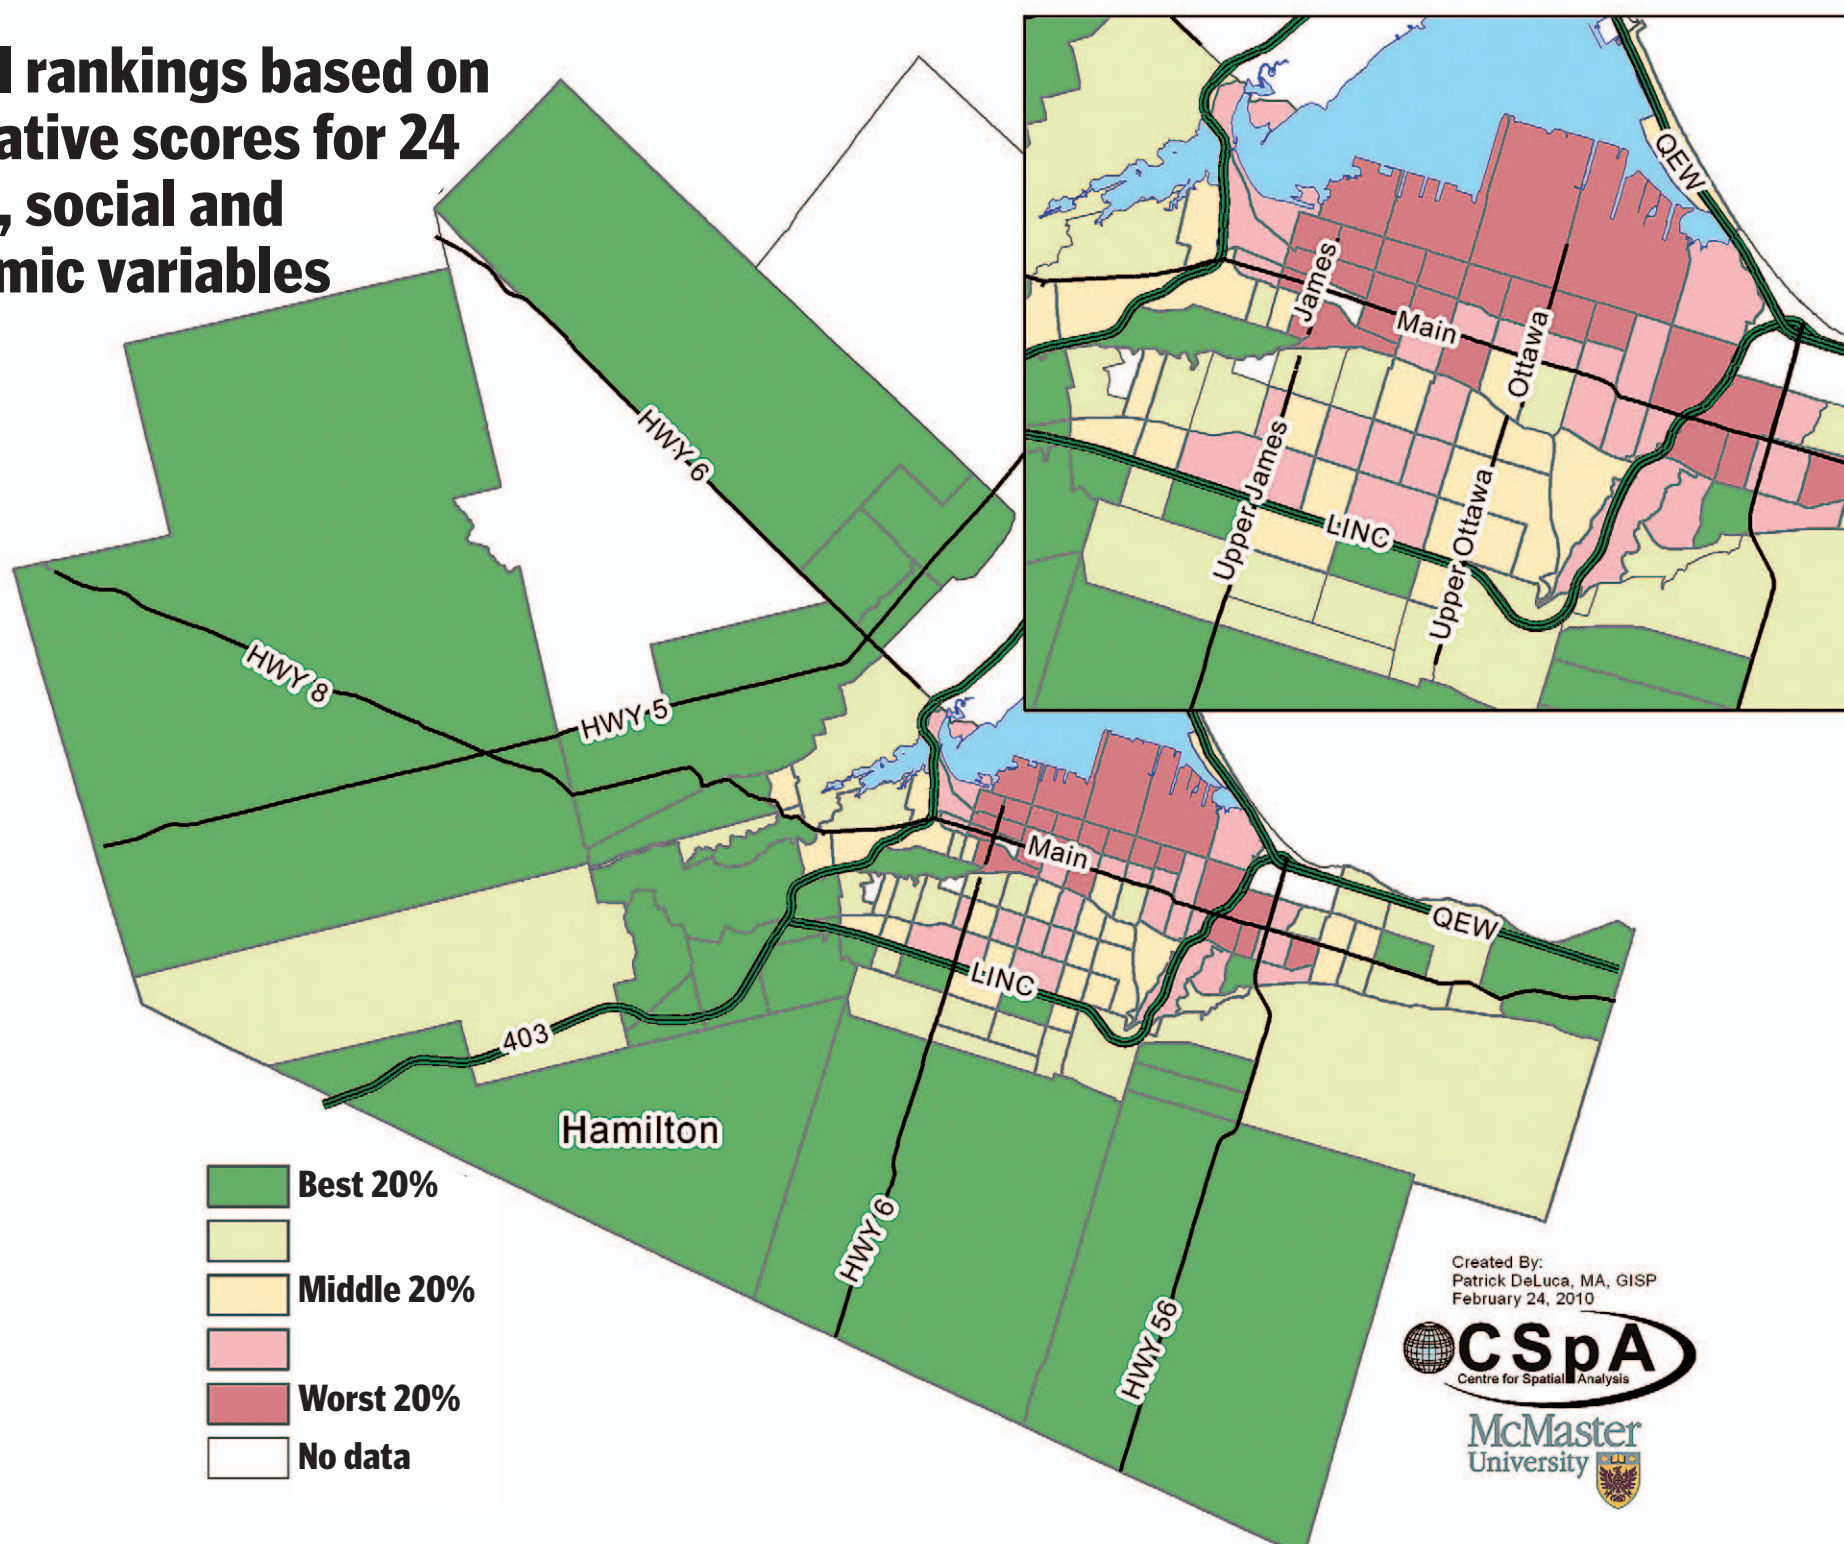 rankings based on
scores for 24
social and
variables
HWY 6
HWY 8
HWY 5
403
Hamilton
HWY 6
HWY 56
Main
LINC
QEW
QEW
James
Main
Ottawa
Upper James
LINC
Upper Ottawa
Best 20%
Middle 20%
Worst 20%
No data
Created By:
Patrick DeLuca, MA, GISP
February 24, 2010
CSpA
Centre for Spatial Analysis
McMaster
University